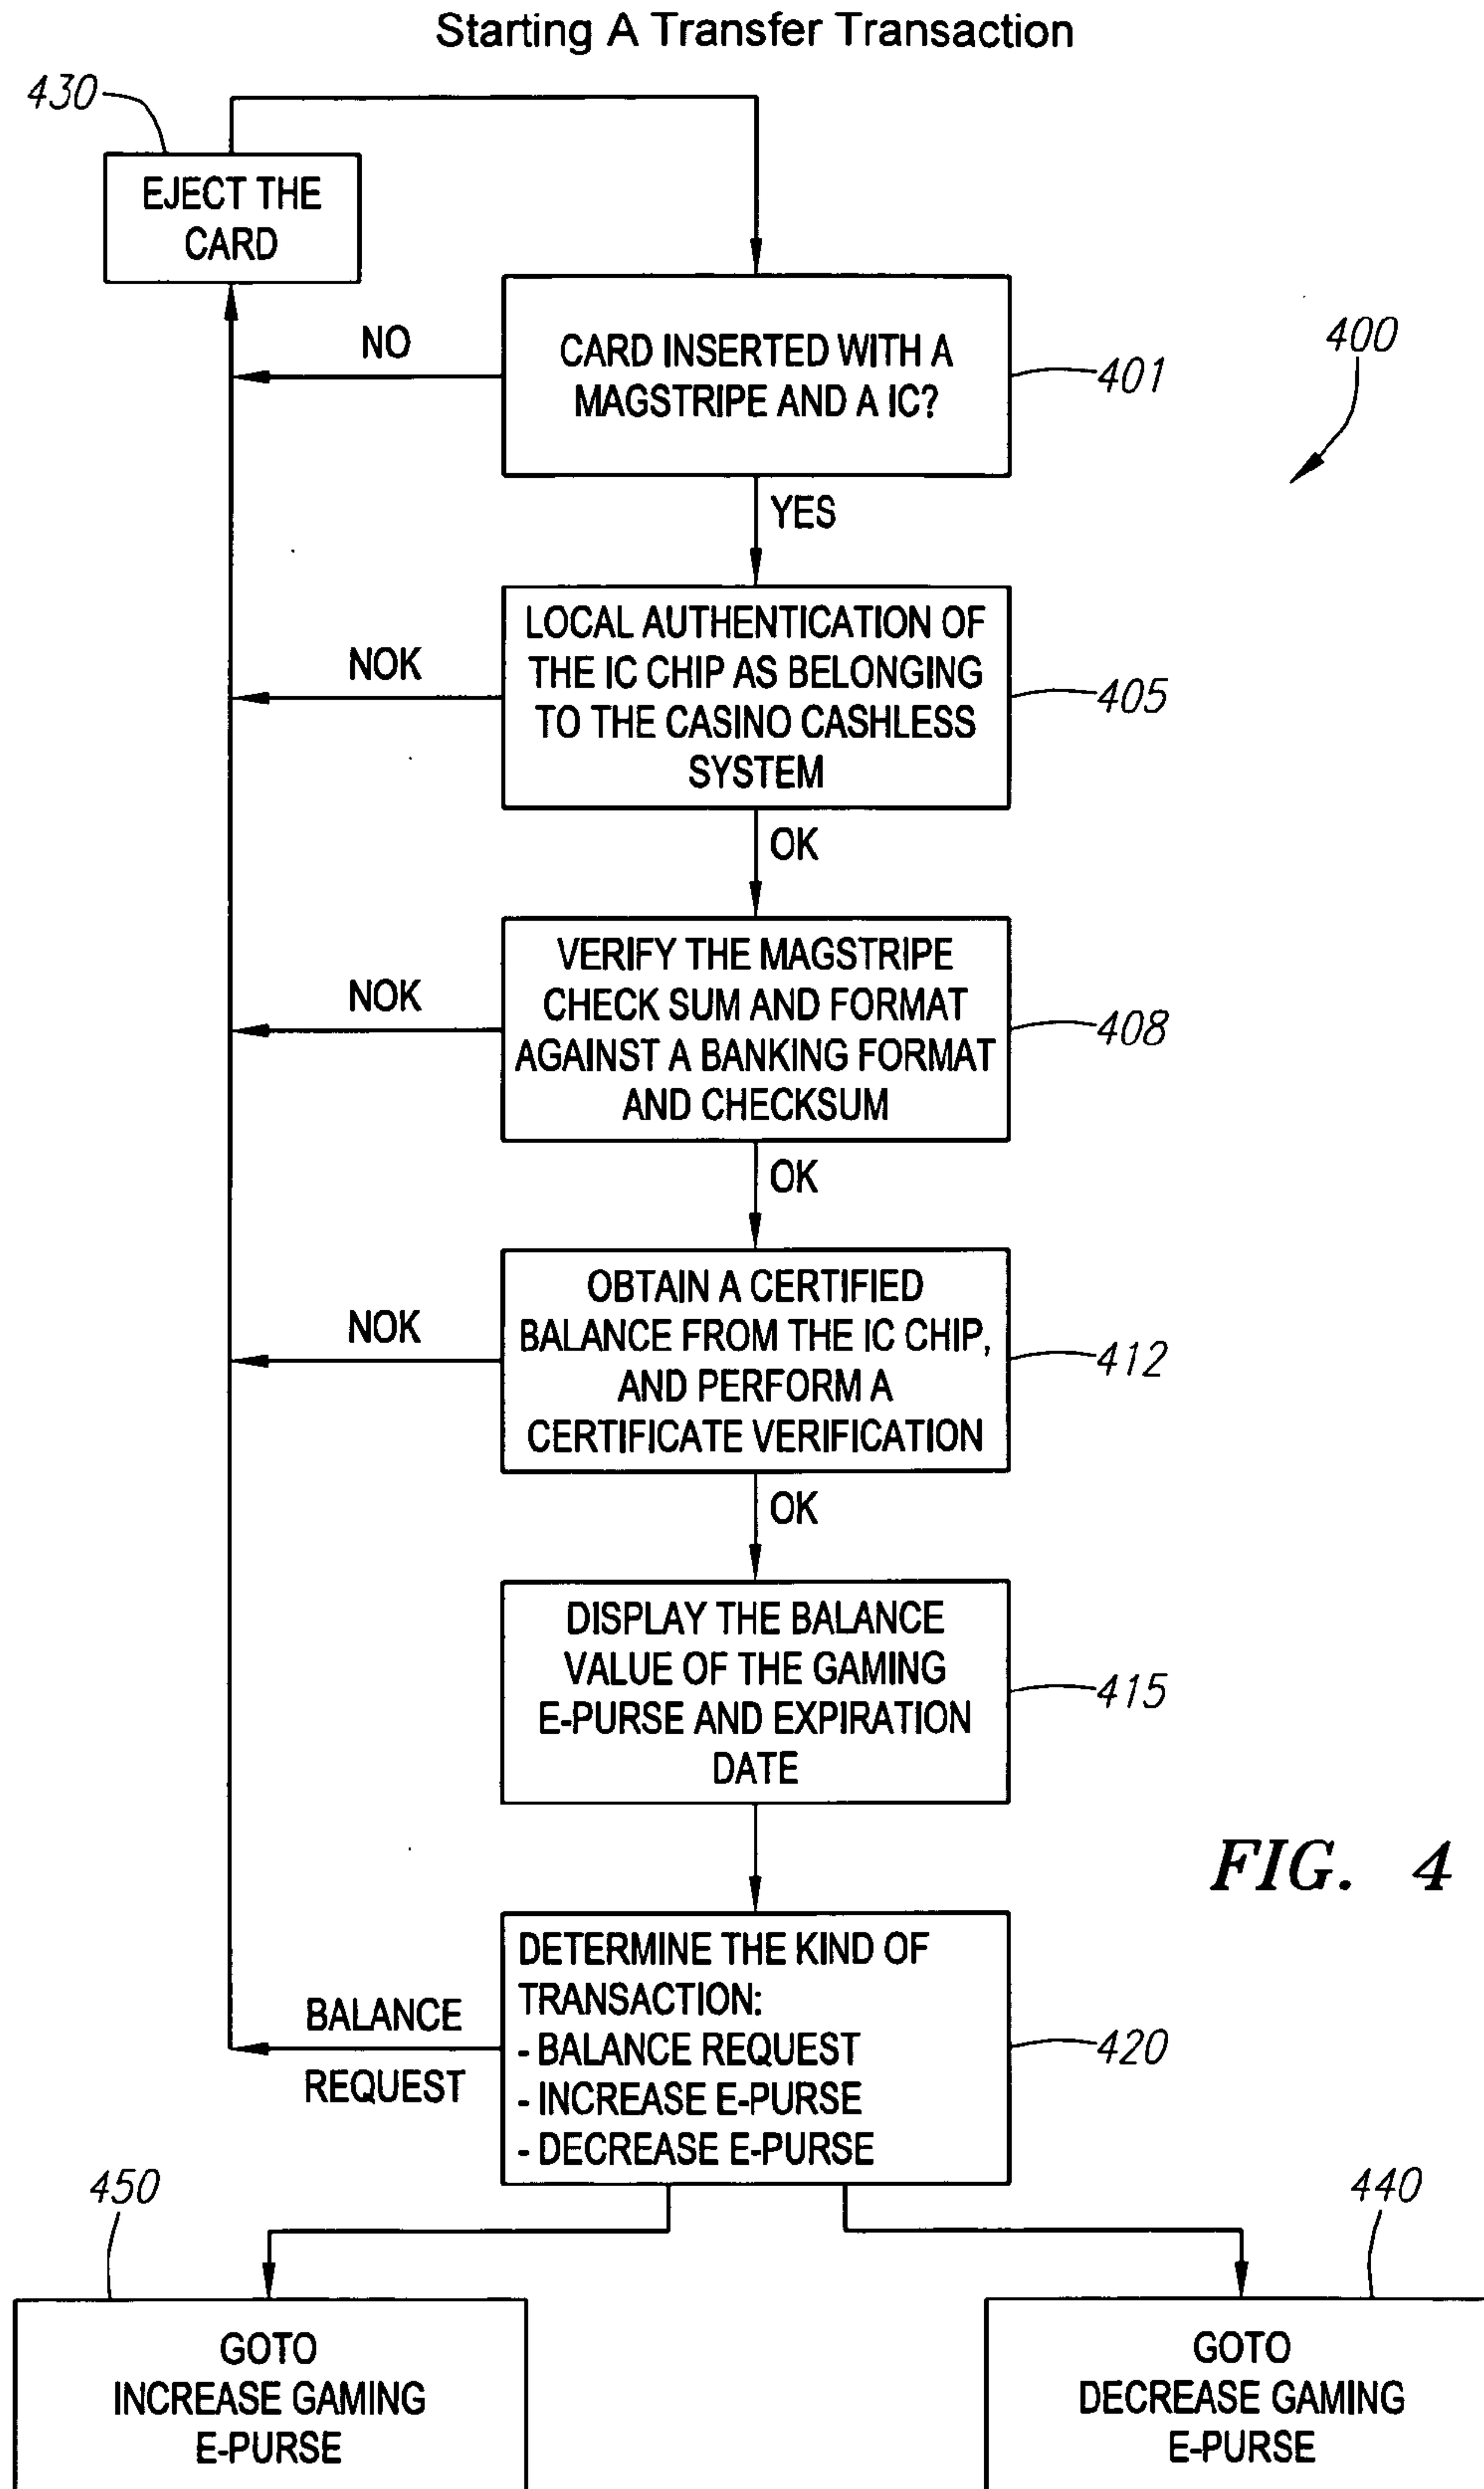 Starting A Transfer Transaction
430
EJECT THE
CARD
NO
CARD INSERTED WITH A
MAGSTRIPE AND A IC?
401
400
YES
LOCAL AUTHENTICATION OF
THE IC CHIP AS BELONGING
TO THE CASINO CASHLESS
SYSTEM
NOK
405
OK
VERIFY THE MAGSTRIPE
CHECK SUM AND FORMAT
AGAINST A BANKING FORMAT
AND CHECKSUM
NOK
408
OK
OBTAIN A CERTIFIED
BALANCE FROM THE IC CHIP,
AND PERFORM A
CERTIFICATE VERIFICATION
NOK
412
OK
DISPLAY THE BALANCE
VALUE OF THE GAMING
E-PURSE AND EXPIRATION
DATE
415
FIG. 4
DETERMINE THE KIND OF
TRANSACTION:
- BALANCE REQUEST
- INCREASE E-PURSE
- DECREASE E-PURSE
BALANCE
REQUEST
420
450
440
GOTO
INCREASE GAMING
E-PURSE
GOTO
DECREASE GAMING
E-PURSE